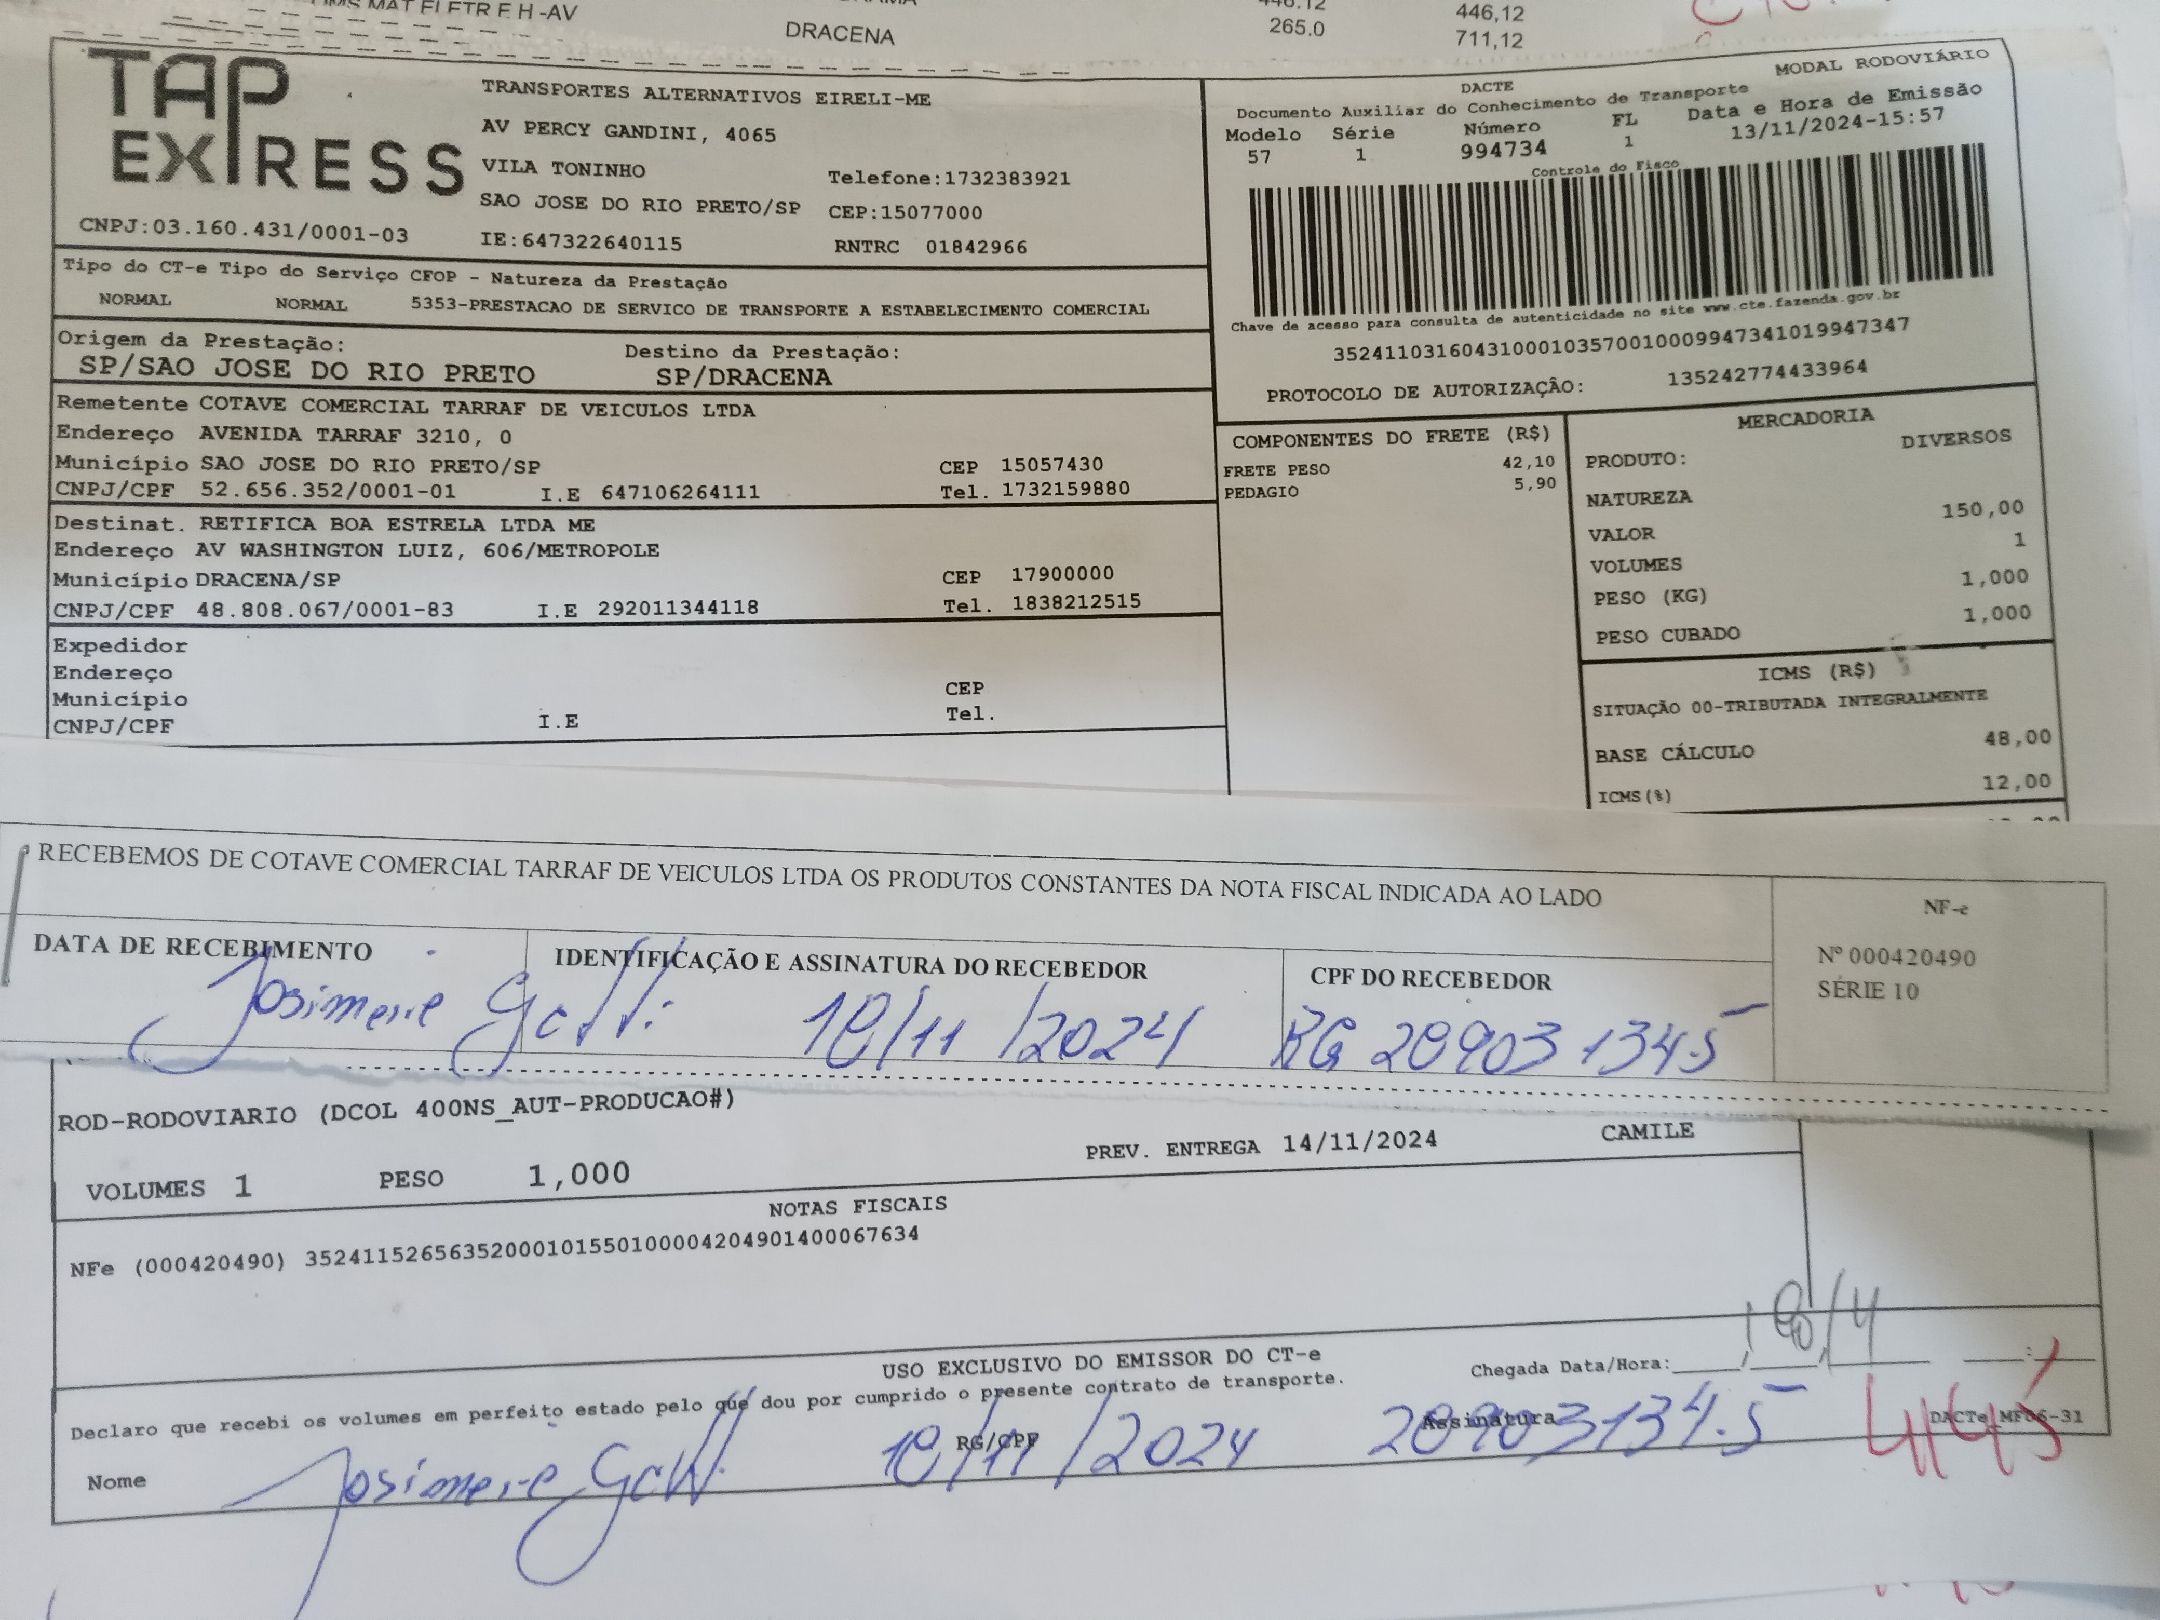 DRACENA
446,12
265.0
711,12
TAP EXPRESS
CNPJ:03.160.431/0001-03
TRANSPORTES ALTERNATIVOS EIRELI-ME
AV PERCY GANDINI, 4065
VILA TONINHO
Telefone:1732383921
SAO JOSE DO RIO PRETO/SP CEP:15077000
IE:647322640115 RNTRC 01842966
MODAL RODOVIÁRIO
DACTE
Documento Auxiliar do Conhecimento de Transporte
Modelo Série Número FL Data e Hora de Emissão
57 1 994734 1 13/11/2024-15:57
Controle do Fisco
Chave de acesso para consulta de autenticidade no site www.cte.fazenda.gov.br
35241103160431000103570010009947341019947347
PROTOCOLO DE AUTORIZAÇÃO: 135242774433964
Tipo do CT-e Tipo do Serviço CFOP - Natureza da Prestação
NORMAL NORMAL 5353-PRESTACAO DE SERVICO DE TRANSPORTE A ESTABELECIMENTO COMERCIAL
Origem da Prestação: Destino da Prestação:
SP/SAO JOSE DO RIO PRETO SP/DRACENA
Remetente COTAVE COMERCIAL TARRAF DE VEICULOS LTDA
Endereço AVENIDA TARRAF 3210, 0
Município SAO JOSE DO RIO PRETO/SP CEP 15057430
CNPJ/CPF 52.656.352/0001-01 I.E 647106264111 Tel. 1732159880
Destinat. RETIFICA BOA ESTRELA LTDA ME
Endereço AV WASHINGTON LUIZ, 606/METROPOLE
Município DRACENA/SP CEP 17900000
CNPJ/CPF 48.808.067/0001-83 I.E 292011344118 Tel. 1838212515
Expedidor
Endereço
Município CEP
CNPJ/CPF I.E Tel.
COMPONENTES DO FRETE (R$)
FRETE PESO 42,10
PEDAGIO 5,90
MERCADORIA
PRODUTO: DIVERSOS
NATUREZA
VALOR 150,00
VOLUMES 1
PESO (KG) 1,000
PESO CUBADO 1,000
ICMS (R$)
SITUAÇÃO 00-TRIBUTADA INTEGRALMENTE
BASE CÁLCULO 48,00
ICMS(%) 12,00
RECEBEMOS DE COTAVE COMERCIAL TARRAF DE VEICULOS LTDA OS PRODUTOS CONSTANTES DA NOTA FISCAL INDICADA AO LADO
NF-e
Nº 000420490
SÉRIE 10
DATA DE RECEBIMENTO IDENTIFICAÇÃO E ASSINATURA DO RECEBEDOR CPF DO RECEBEDOR
Josimeire 18/11/2024 RG 28903134-5
ROD-RODOVIARIO (DCOL 400NS_AUT-PRODUCAO#)
PREV. ENTREGA 14/11/2024 CAMILE
VOLUMES 1 PESO 1,000
NOTAS FISCAIS
NFe (000420490) 35241152656352000101550100004204901400067634
USO EXCLUSIVO DO EMISSOR DO CT-e
Chegada Data/Hora:
Declaro que recebi os volumes em perfeito estado pelo que dou por cumprido o presente contrato de transporte.
Nome RG/CPF Assinatura DACTe_MF06-31
Josimeire 18/11/2024 28903134.5